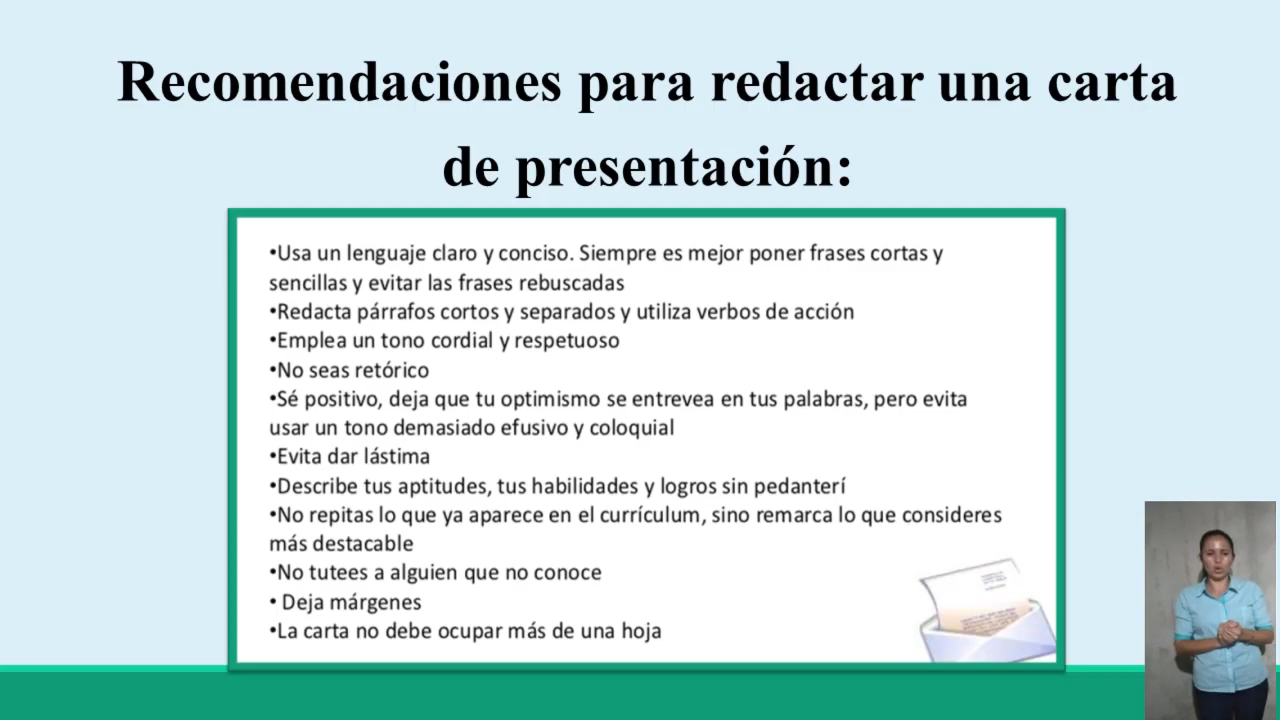 Recomendaciones para redactar una carta
de presentación:
•Usa un lenguaje claro y conciso. Siempre es mejor poner frases cortas y
sencillas y evitar las frases rebuscadas
•Redacta párrafos cortos y separados y utiliza verbos de acción
•Emplea un tono cordial y respetuoso
•No seas retórico
•Sé positivo, deja que tu optimismo se entrevea en tus palabras, pero evita
usar un tono demasiado efusivo y coloquial
•Evita dar lástima
•Describe tus aptitudes, tus habilidades y logros sin pedanterí
•No repitas lo que ya aparece en el currículum, sino remarca lo que consideres
más destacable
•No tutees a alguien que no conoce
• Deja márgenes
•La carta no debe ocupar más de una hoja